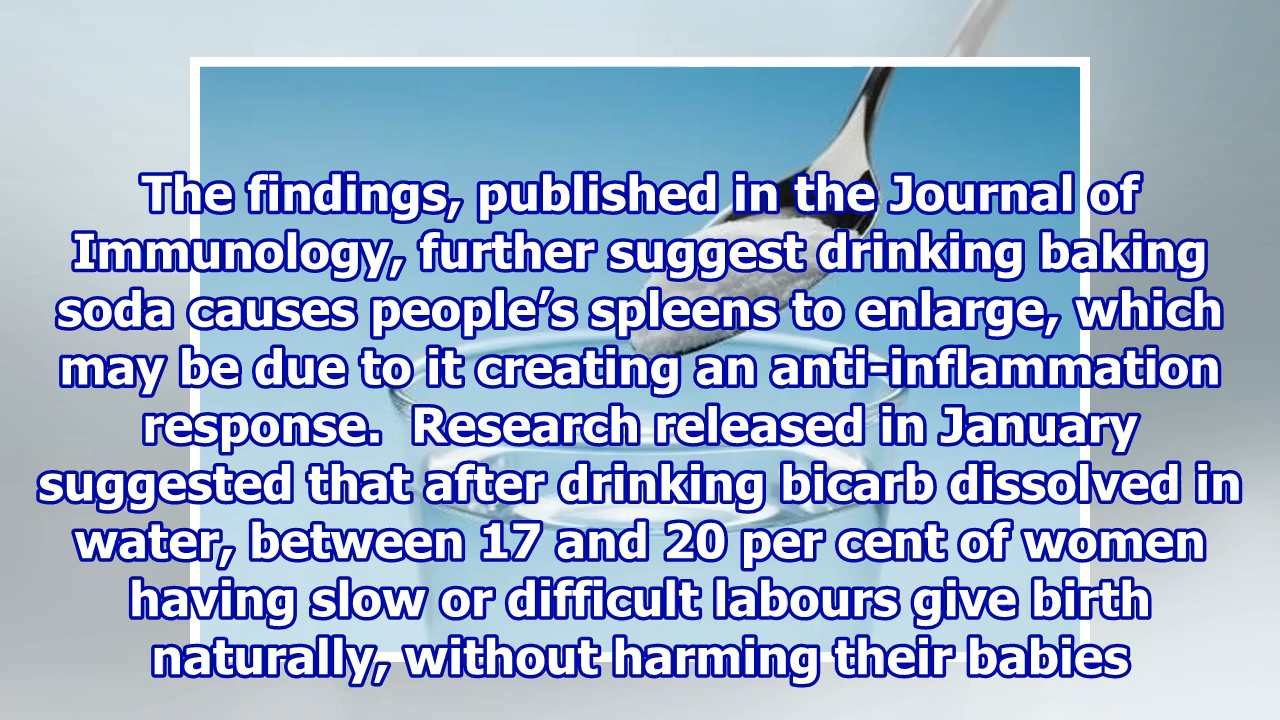 The findings, published in the Journal of
Immunology, further suggest drinking baking
soda causes people’s spleens to enlarge, which
may be due to it creating an anti-inflammation
response.  Research released in January
suggested that after drinking bicarb dissolved in
water, between 17 and 20 per cent of women
having slow or difficult labours give birth
naturally, without harming their babies